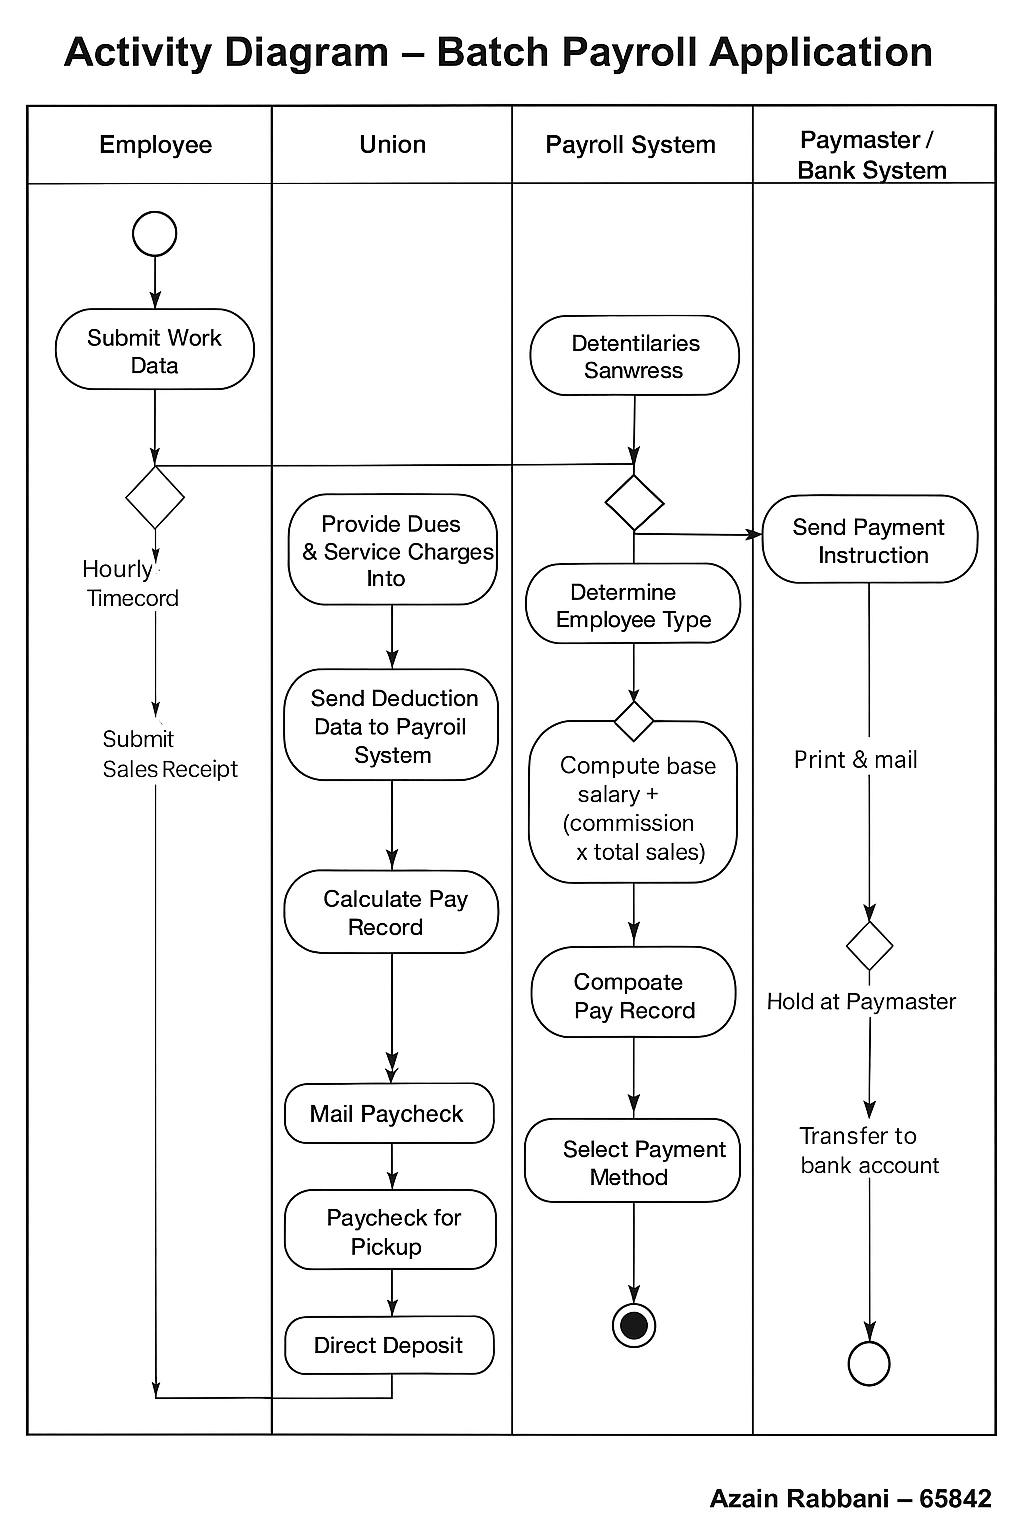 Activity Diagram – Batch Payroll Application
Employee
Union
Payroll System
Paymaster /
Bank System
Submit Work
Data
Hourly
Timecord
Submit
Sales Receipt
Provide Dues
& Service Charges
Into
Send Deduction
Data to Payroil
System
Calculate Pay
Record
Mail Paycheck
Paycheck for
Pickup
Direct Deposit
Detentilaries
Sanwress
Determine
Employee Type
Compute base
salary +
(commission
x total sales)
Compoate
Pay Record
Select Payment
Method
Send Payment
Instruction
Print & mail
Hold at Paymaster
Transfer to
bank account
Azain Rabbani – 65842